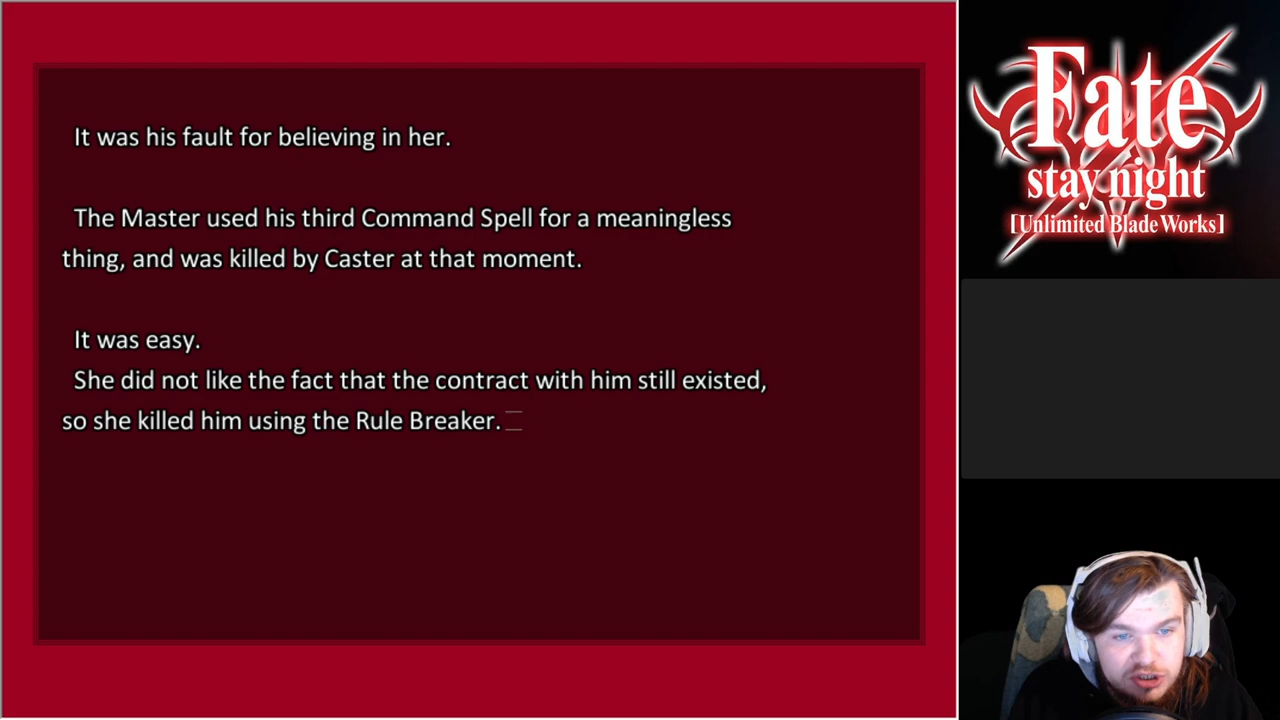 It was his fault for believing in her.
The Master used his third Command Spell for a meaningless
thing, and was killed by Caster at that moment.
It was easy.
She did not like the fact that the contract with him still existed,
so she killed him using the Rule Breaker.
Fate
stay night
[Unlimited Blade Works]